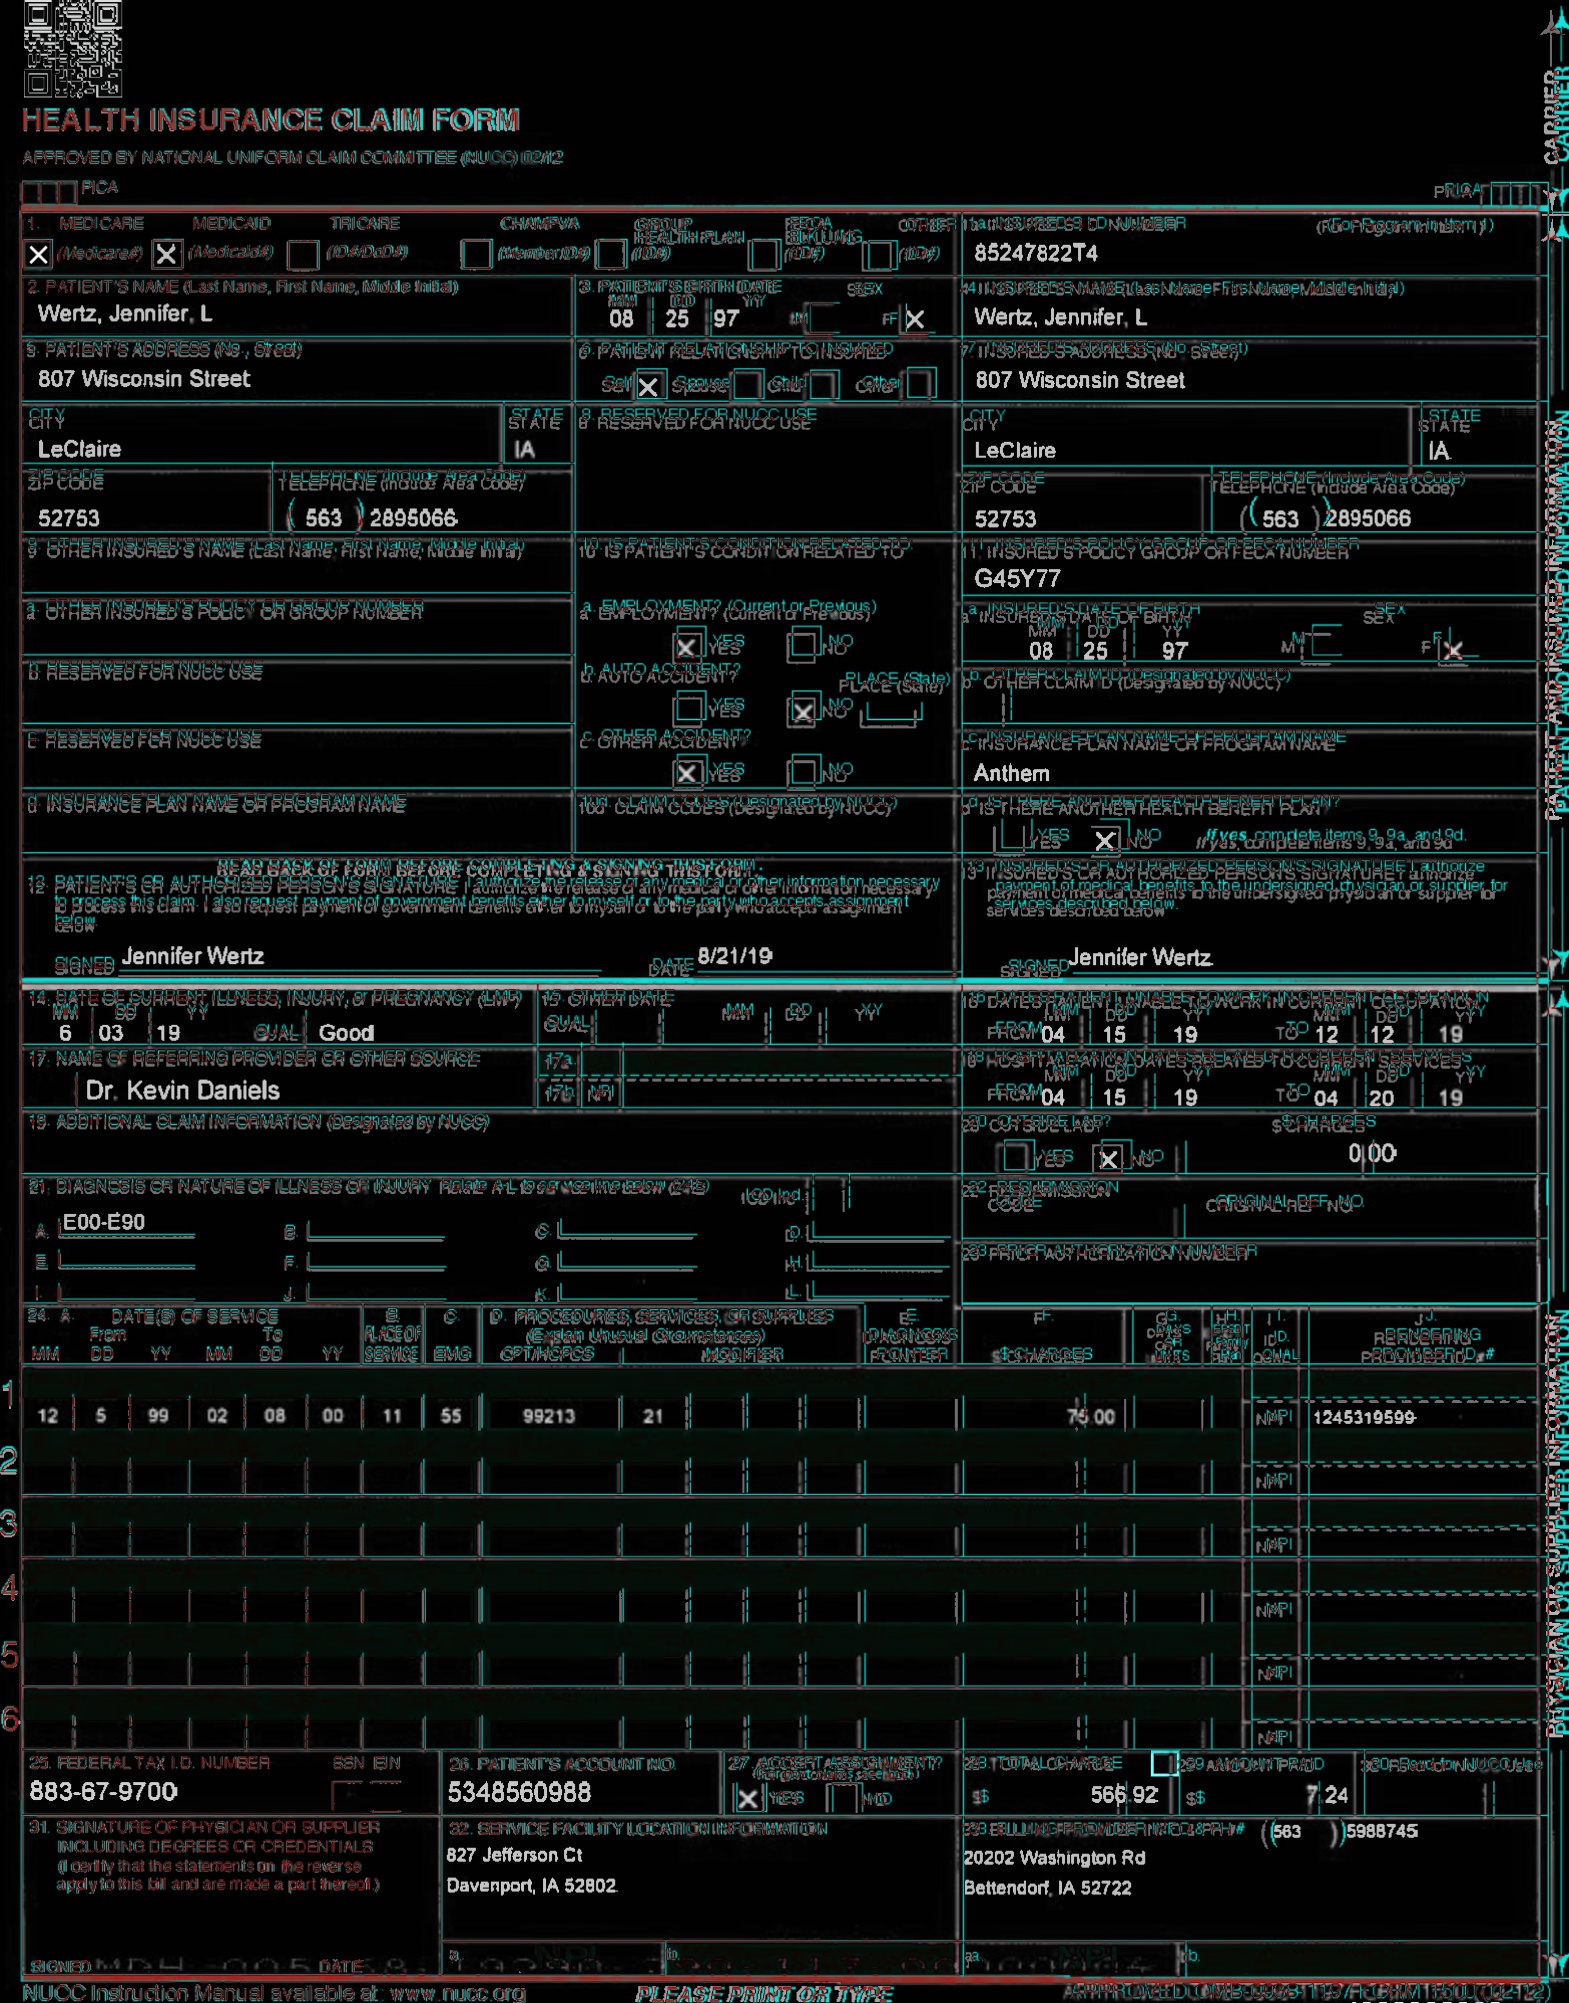 HEALTH INSURANCE CLAIM FORM
APPROVED BY NATIONAL UNIFORM CLAIM COMMITTEE (NUCC) 02/12
PICA PICA
CARRIER
1. MEDICARE MEDICAID TRICARE CHAMPVA GROUP HEALTH PLAN FECA BLK LUNG OTHER
(Medicare#) (Medicaid#) (ID#/DoD#) (Member ID#) (ID#) (ID#) (ID#)
1a. INSURED'S I.D. NUMBER (For Program in Item 1)
85247822T4
2. PATIENT'S NAME (Last Name, First Name, Middle Initial)
Wertz, Jennifer, L
3. PATIENT'S BIRTH DATE SEX
MM DD YY
08 25 97 M F X
4. INSURED'S NAME (Last Name, First Name, Middle Initial)
Wertz, Jennifer, L
5. PATIENT'S ADDRESS (No., Street)
807 Wisconsin Street
6. PATIENT RELATIONSHIP TO INSURED
Self X Spouse Child Other
7. INSURED'S ADDRESS (No., Street)
807 Wisconsin Street
CITY STATE
LeClaire IA
8. RESERVED FOR NUCC USE
CITY STATE
LeClaire IA
ZIP CODE TELEPHONE (Include Area Code)
52753 (563) 2895066
ZIP CODE TELEPHONE (Include Area Code)
52753 (563) 2895066
9. OTHER INSURED'S NAME (Last Name, First Name, Middle Initial)
10. IS PATIENT'S CONDITION RELATED TO:
11. INSURED'S POLICY GROUP OR FECA NUMBER
G45Y77
a. OTHER INSURED'S POLICY OR GROUP NUMBER
a. EMPLOYMENT? (Current or Previous)
X YES NO
a. INSURED'S DATE OF BIRTH SEX
MM DD YY
08 25 97 M F X
b. RESERVED FOR NUCC USE
b. AUTO ACCIDENT? PLACE (State)
YES X NO
b. OTHER CLAIM ID (Designated by NUCC)
c. RESERVED FOR NUCC USE
c. OTHER ACCIDENT?
X YES NO
c. INSURANCE PLAN NAME OR PROGRAM NAME
Anthem
d. INSURANCE PLAN NAME OR PROGRAM NAME
10d. CLAIM CODES (Designated by NUCC)
d. IS THERE ANOTHER HEALTH BENEFIT PLAN?
YES X NO If yes, complete items 9, 9a, and 9d.
READ BACK OF FORM BEFORE COMPLETING & SIGNING THIS FORM.
12. PATIENT'S OR AUTHORIZED PERSON'S SIGNATURE I authorize the release of any medical or other information necessary
to process this claim. I also request payment of government benefits either to myself or to the party who accepts assignment
below.
SIGNED Jennifer Wertz DATE 8/21/19
13. INSURED'S OR AUTHORIZED PERSON'S SIGNATURE I authorize
payment of medical benefits to the undersigned physician or supplier for
services described below.
SIGNED Jennifer Wertz
PATIENT AND INSURED INFORMATION
14. DATE OF CURRENT ILLNESS, INJURY, or PREGNANCY (LMP)
MM DD YY
6 03 19 QUAL. Good
15. OTHER DATE
QUAL. MM DD YY
16. DATES PATIENT UNABLE TO WORK IN CURRENT OCCUPATION
MM DD YY MM DD YY
FROM 04 15 19 TO 12 12 19
17. NAME OF REFERRING PROVIDER OR OTHER SOURCE
Dr. Kevin Daniels
17a.
17b. NPI
18. HOSPITALIZATION DATES RELATED TO CURRENT SERVICES
MM DD YY MM DD YY
FROM 04 15 19 TO 04 20 19
19. ADDITIONAL CLAIM INFORMATION (Designated by NUCC)
20. OUTSIDE LAB? $ CHARGES
YES X NO 0.00
21. DIAGNOSIS OR NATURE OF ILLNESS OR INJURY Relate A-L to service line below (24E) ICD Ind.
A. E00-E90 B. C. D.
E. F. G. H.
I. J. K. L.
22. RESUBMISSION CODE ORIGINAL REF. NO.
23. PRIOR AUTHORIZATION NUMBER
24. A. DATE(S) OF SERVICE B. C. D. PROCEDURES, SERVICES, OR SUPPLIES E. F. G. H. I. J.
From To PLACE OF (Explain Unusual Circumstances) DIAGNOSIS DAYS OR EPSDT Family ID. RENDERING
MM DD YY MM DD YY SERVICE EMG CPT/HCPCS MODIFIER POINTER $ CHARGES UNITS Plan QUAL. PROVIDER ID. #
1
12 5 99 02 08 00 11 55 99213 21 75.00 NPI 1245319599
2
NPI
3
NPI
4
NPI
5
NPI
6
NPI
PHYSICIAN OR SUPPLIER INFORMATION
25. FEDERAL TAX I.D. NUMBER SSN EIN
883-67-9700
26. PATIENT'S ACCOUNT NO.
5348560988
27. ACCEPT ASSIGNMENT?
(For govt. claims, see back)
X YES NO
28. TOTAL CHARGE
$ 566.92
29. AMOUNT PAID
$ 7.24
30. Rsvd for NUCC Use
31. SIGNATURE OF PHYSICIAN OR SUPPLIER
INCLUDING DEGREES OR CREDENTIALS
(I certify that the statements on the reverse
apply to this bill and are made a part thereof.)
SIGNED DATE
32. SERVICE FACILITY LOCATION INFORMATION
827 Jefferson Ct
Davenport, IA 52802
a. b.
33. BILLING PROVIDER INFO & PH # (563) 5988745
20202 Washington Rd
Bettendorf, IA 52722
a. b.
NUCC Instruction Manual available at: www.nucc.org
PLEASE PRINT OR TYPE